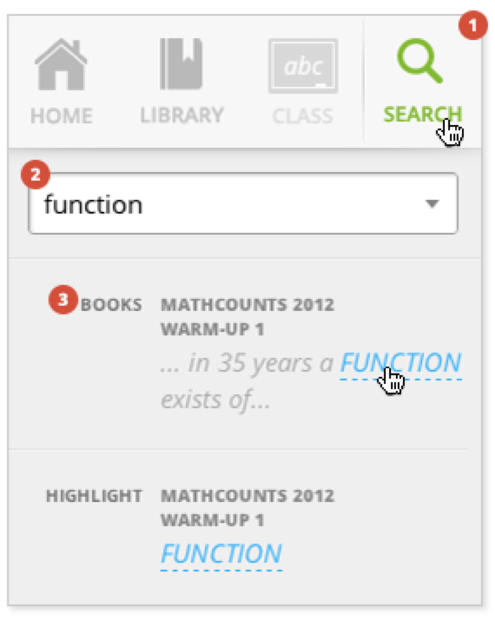 1
abc
HOME LIBRARY CLASS SEARCH
2
function
3 BOOKS MATHCOUNTS 2012
WARM-UP 1
... in 35 years a FUNCTION
exists of...
HIGHLIGHT MATHCOUNTS 2012
WARM-UP 1
FUNCTION